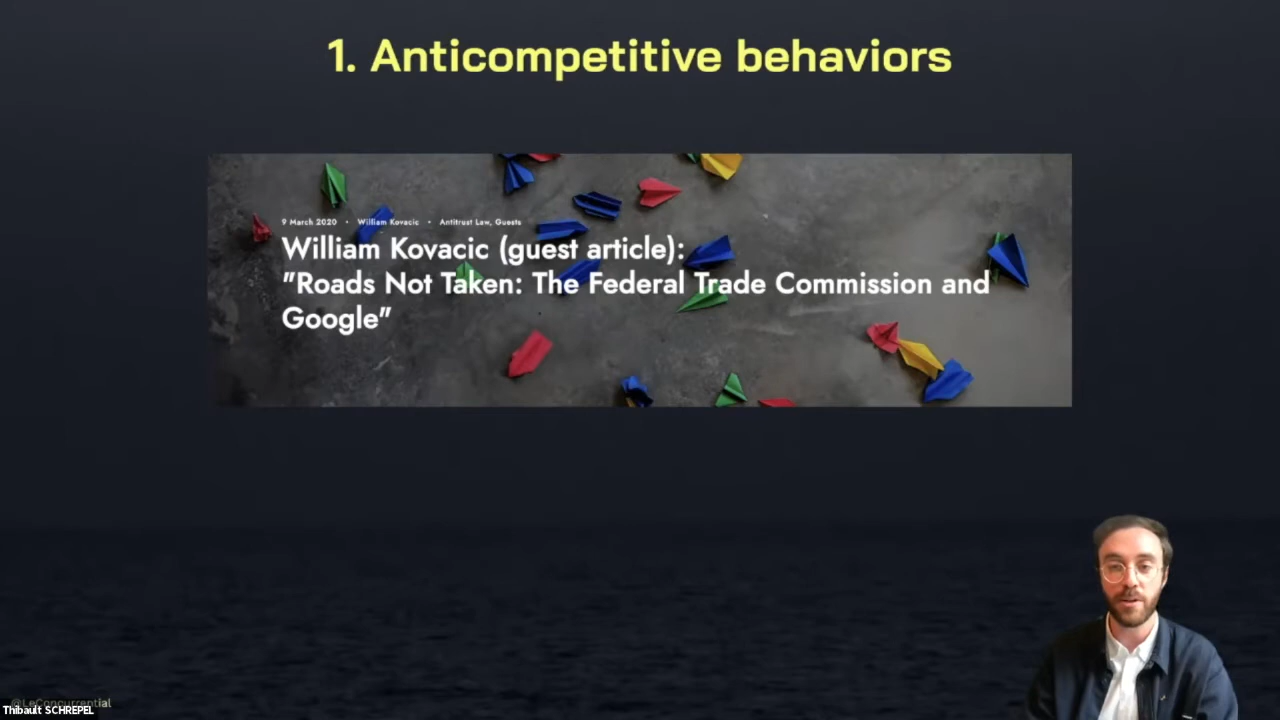 1. Anticompetitive behaviors
9 March 2020 • William Kovacic • Antitrust Law, Guests
William Kovacic (guest article):
"Roads Not Taken: The Federal Trade Commission and
Google"
@LeConcurrential
Thibault SCHREPEL